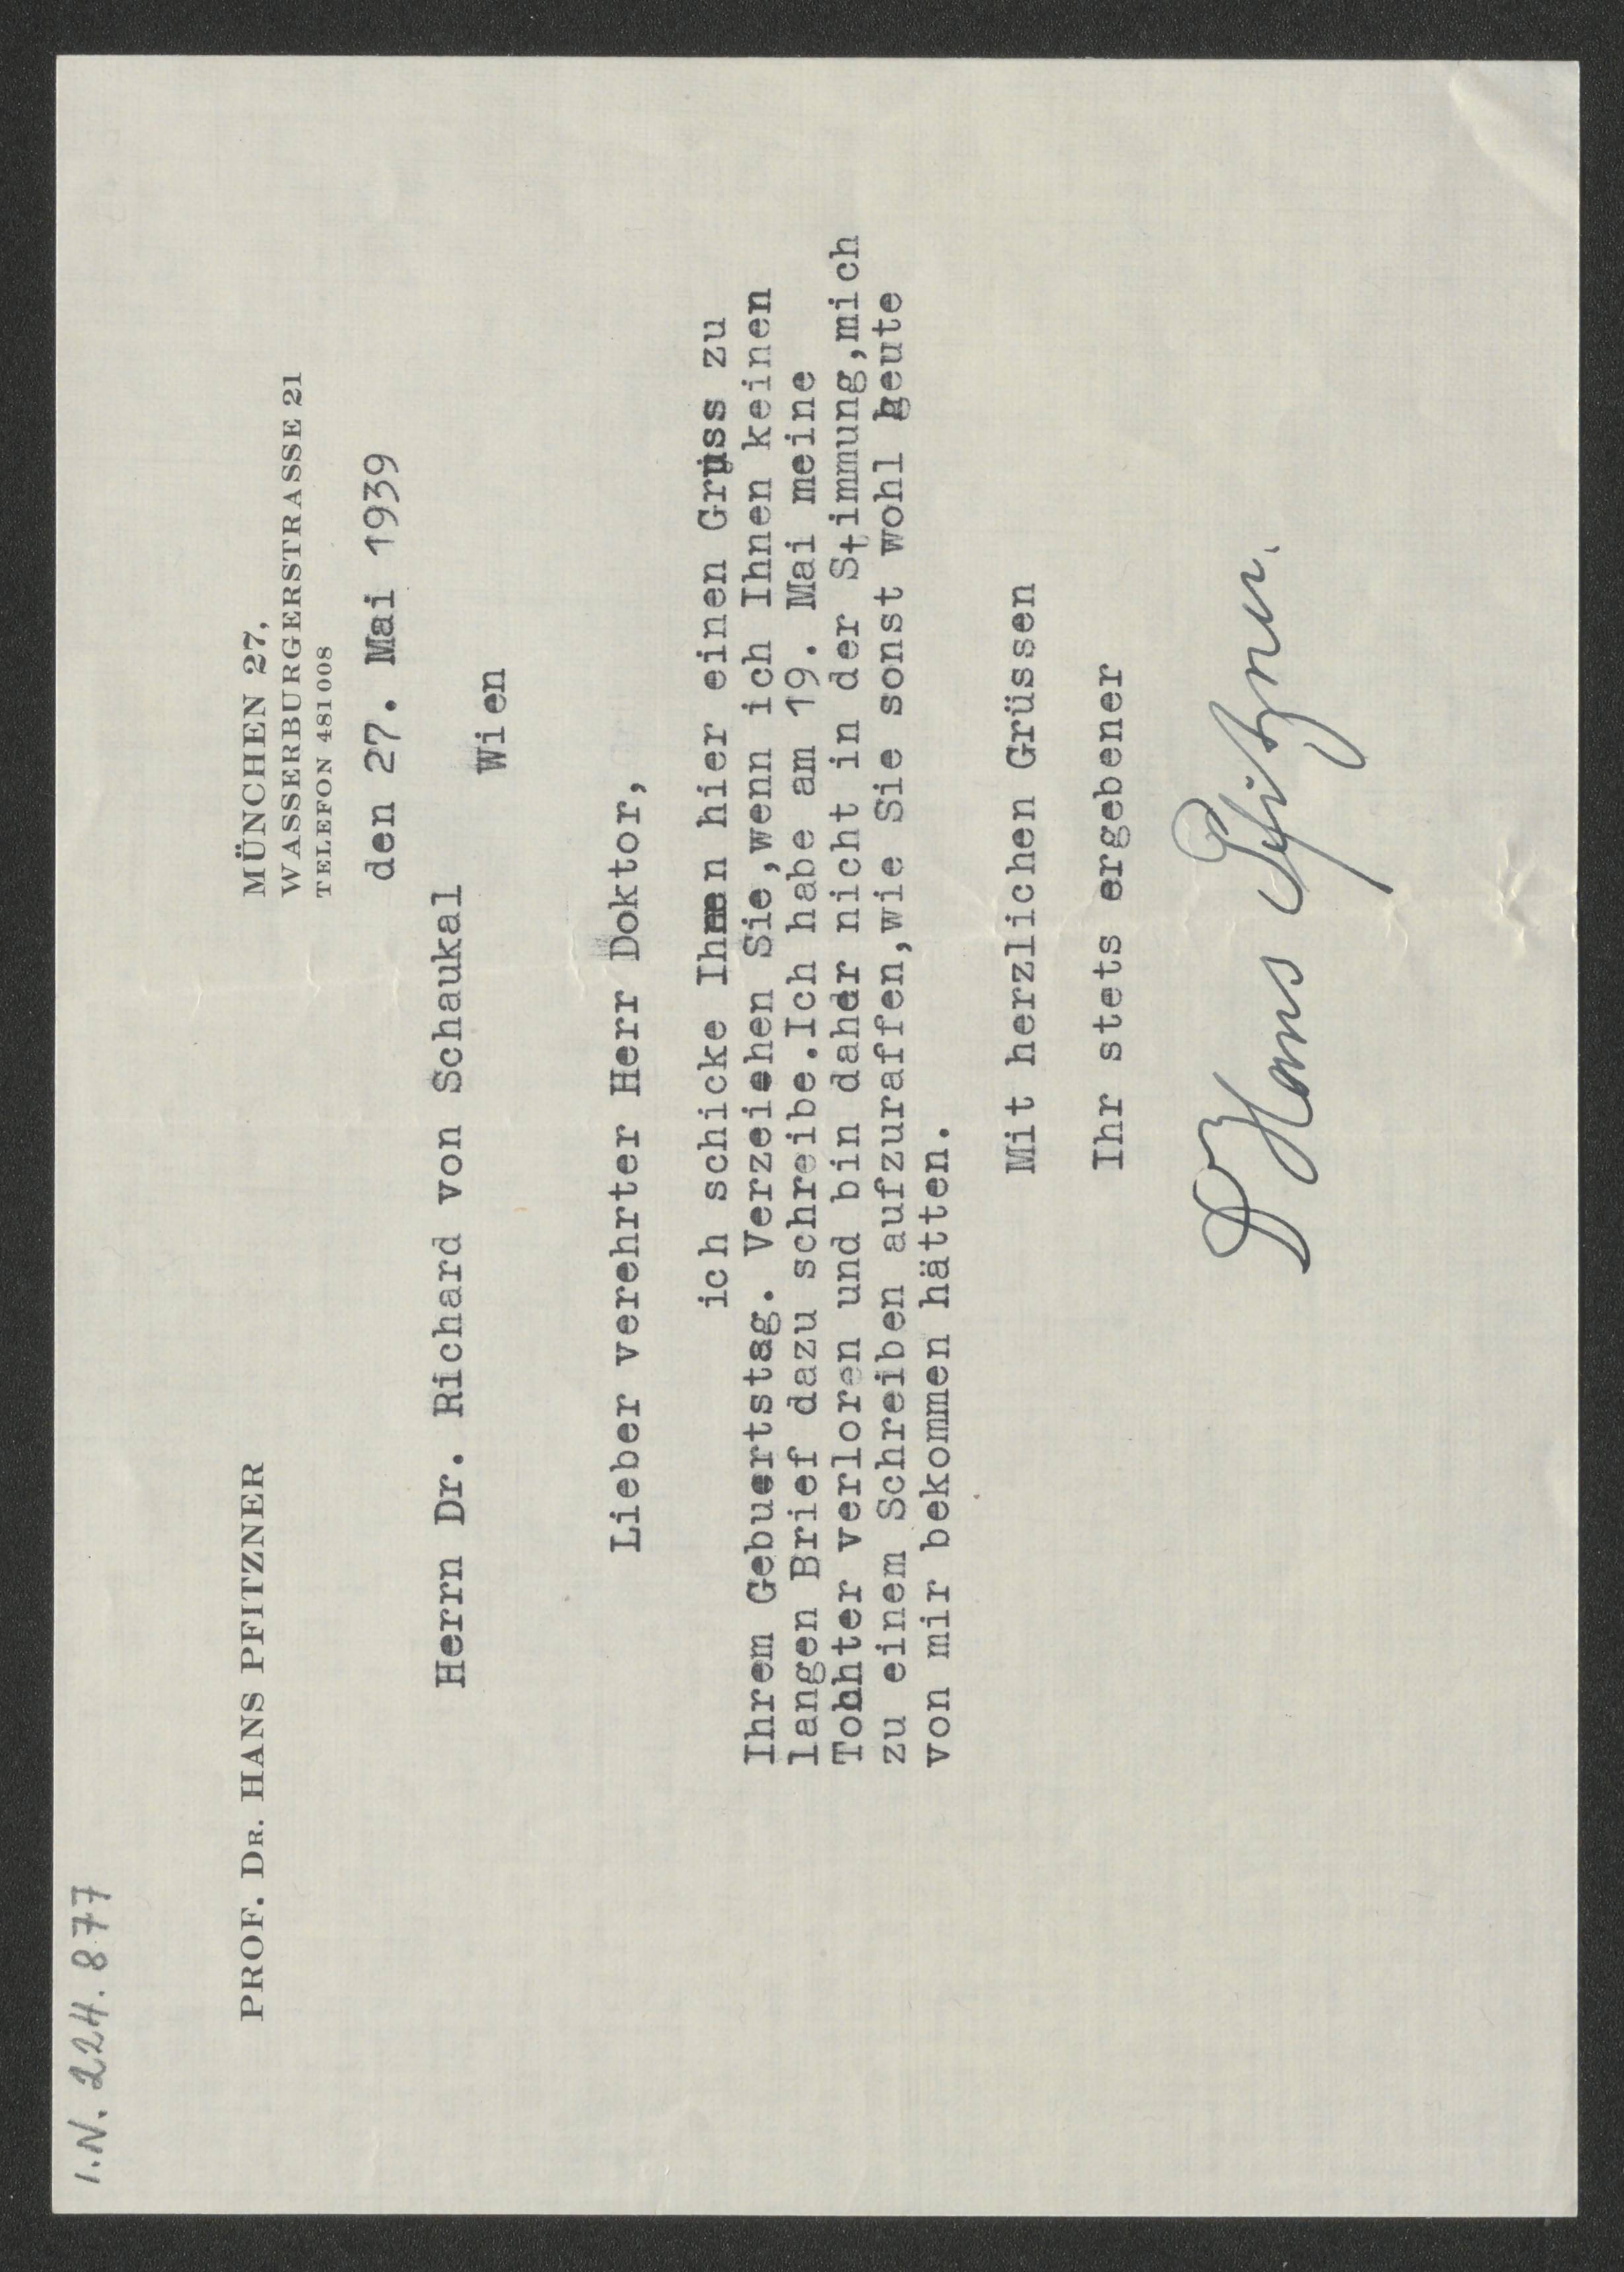 I.N. 224.877
PROF. DR. HANS PFITZNER
MÜNCHEN 27,
WASSERBURGERSTRASSE 21
TELEFON 481008
den 27. Mai 1939
Herrn Dr. Richard von Schaukal
Wien
Lieber verehrter Herr Doktor,
ich schicke Ihnen hier einen Gruss zu
Ihrem Gebuertstag. Verzeiehen Sie,wenn ich Ihnen keinen
langen Brief dazu schreibe.Ich habe am 19. Mai meine
Tohhter verloren und bin daher nicht in der Stimmung,mich
zu einem Schreiben aufzuraffen,wie Sie sonst wohl heute
von mir bekommen hätten.
Mit herzlichen Grüssen
Ihr stets ergebener
D Hans Pfitzner.